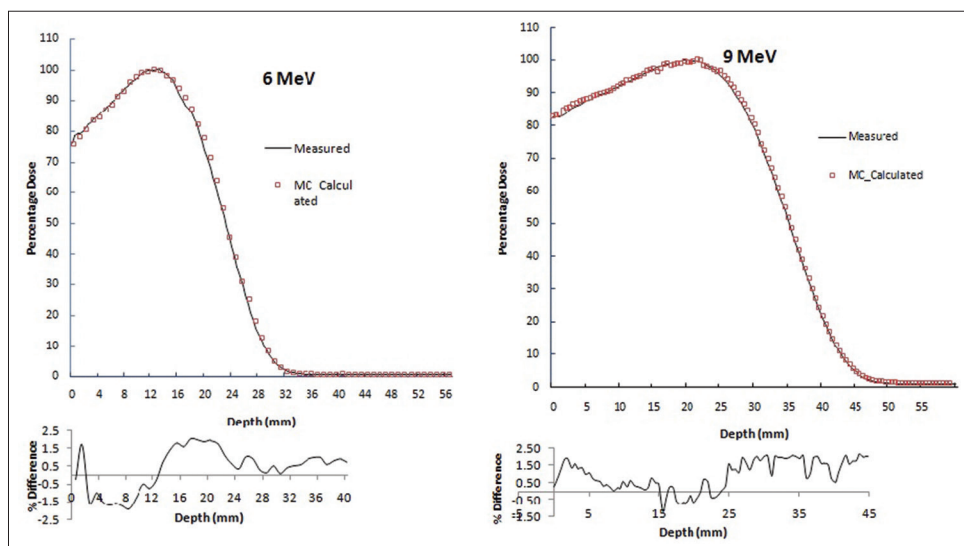 110
100
90
80
70
60
50
40
30
20
10
0
Percentage Dose
6 MeV
Measured
MC_Calcul
ated
0 4 8 12 16 20 24 28 32 36 40 44 48 52 56
Depth (mm)
2.5
1.5
0.5
-0.5
-1.5
-2.5
% Difference
0 4 8 12 16 20 24 28 32 36 40
Depth (mm)
110
100
90
80
70
60
50
40
30
20
10
0
Percentage Dose
9 MeV
Measured
MC_Calculated
0 5 10 15 20 25 30 35 40 45 50 55
Depth (mm)
2.50
1.50
0.50
-0.50
-1.50
-2.50
% Difference
-5 5 15 25 35 45
Depth (mm)